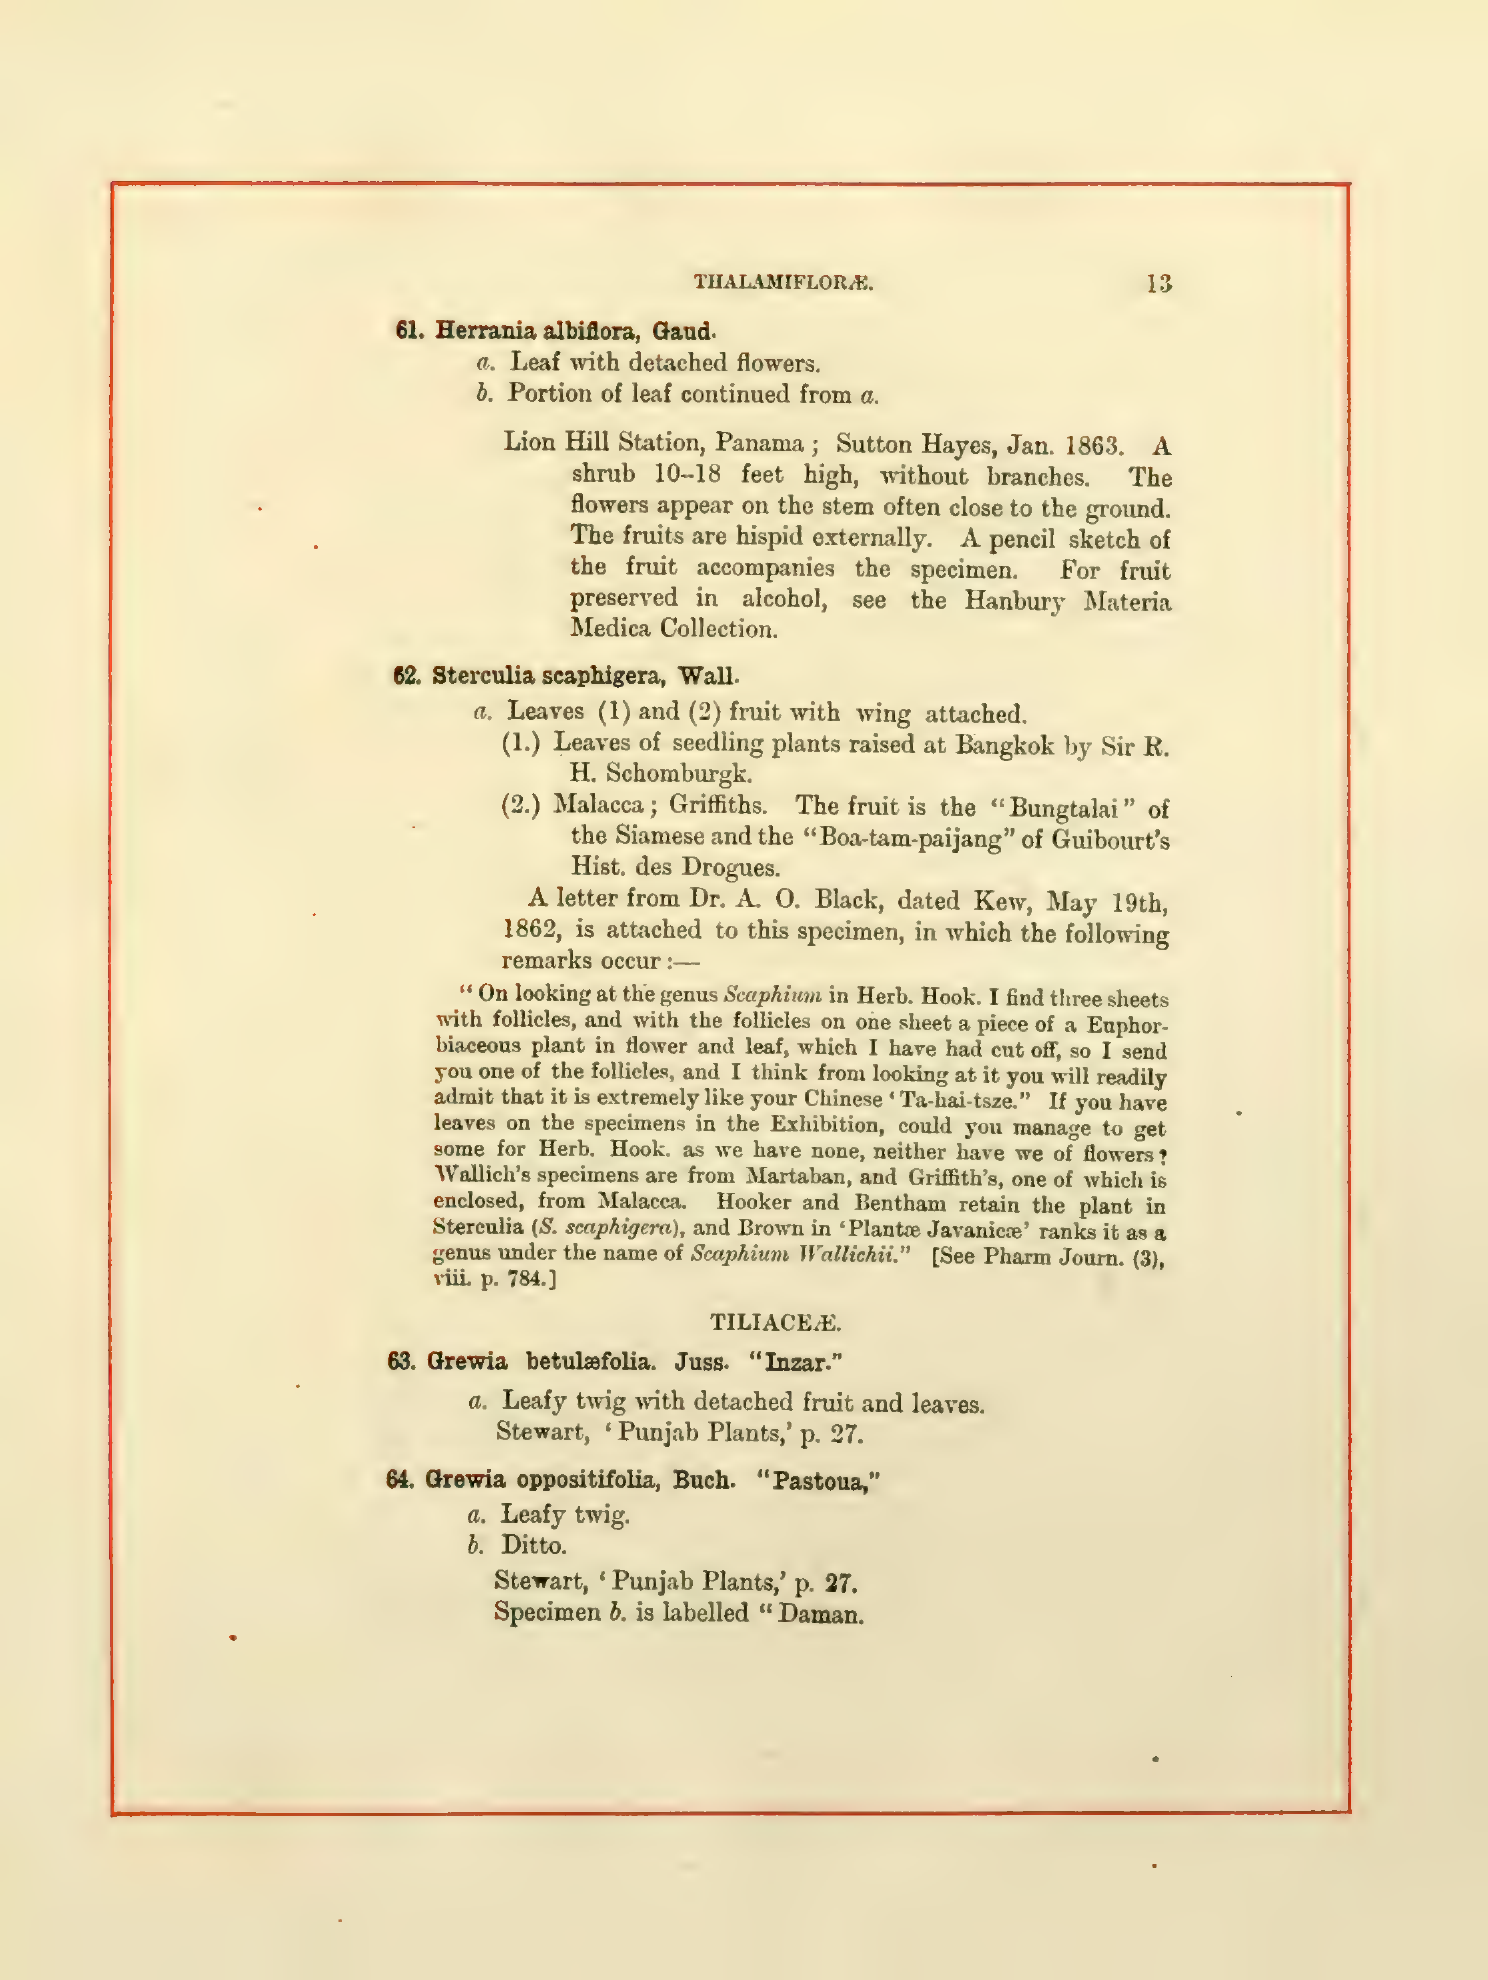 THALAMIFLORÆ. 13
61. Herrania albiflora, Gaud.
a. Leaf with detached flowers.
b. Portion of leaf continued from a.
Lion Hill Station, Panama ; Sutton Hayes, Jan. 1863. A
shrub 10–18 feet high, without branches. The
flowers appear on the stem often close to the ground.
The fruits are hispid externally. A pencil sketch of
the fruit accompanies the specimen. For fruit
preserved in alcohol, see the Hanbury Materia
Medica Collection.
62. Sterculia scaphigera, Wall.
a. Leaves (1) and (2) fruit with wing attached.
(1.) Leaves of seedling plants raised at Bangkok by Sir R.
H. Schomburgk.
(2.) Malacca ; Griffiths. The fruit is the “Bungtalai” of
the Siamese and the “Boa-tam-paijang” of Guibourt’s
Hist. des Drogues.
A letter from Dr. A. O. Black, dated Kew, May 19th,
1862, is attached to this specimen, in which the following
remarks occur :—
“ On looking at the genus Scaphium in Herb. Hook. I find three sheets
with follicles, and with the follicles on one sheet a piece of a Euphor-
biaceous plant in flower and leaf, which I have had cut off, so I send
you one of the follicles, and I think from looking at it you will readily
admit that it is extremely like your Chinese ‘ Ta-hai-tsze.” If you have
leaves on the specimens in the Exhibition, could you manage to get
some for Herb. Hook. as we have none, neither have we of flowers ?
Wallich’s specimens are from Martaban, and Griffith’s, one of which is
enclosed, from Malacca. Hooker and Bentham retain the plant in
Sterculia (S. scaphigera), and Brown in ‘Plantæ Javanicæ’ ranks it as a
genus under the name of Scaphium Wallichii.” [See Pharm Journ. (3),
viii. p. 784.]
TILIACEÆ.
63. Grewia betulæfolia. Juss. “Inzar.”
a. Leafy twig with detached fruit and leaves.
Stewart, ‘ Punjab Plants,’ p. 27.
64. Grewia oppositifolia, Buch. “Pastoua,”
a. Leafy twig.
b. Ditto.
Stewart, ‘ Punjab Plants,’ p. 27.
Specimen b. is labelled “ Daman.